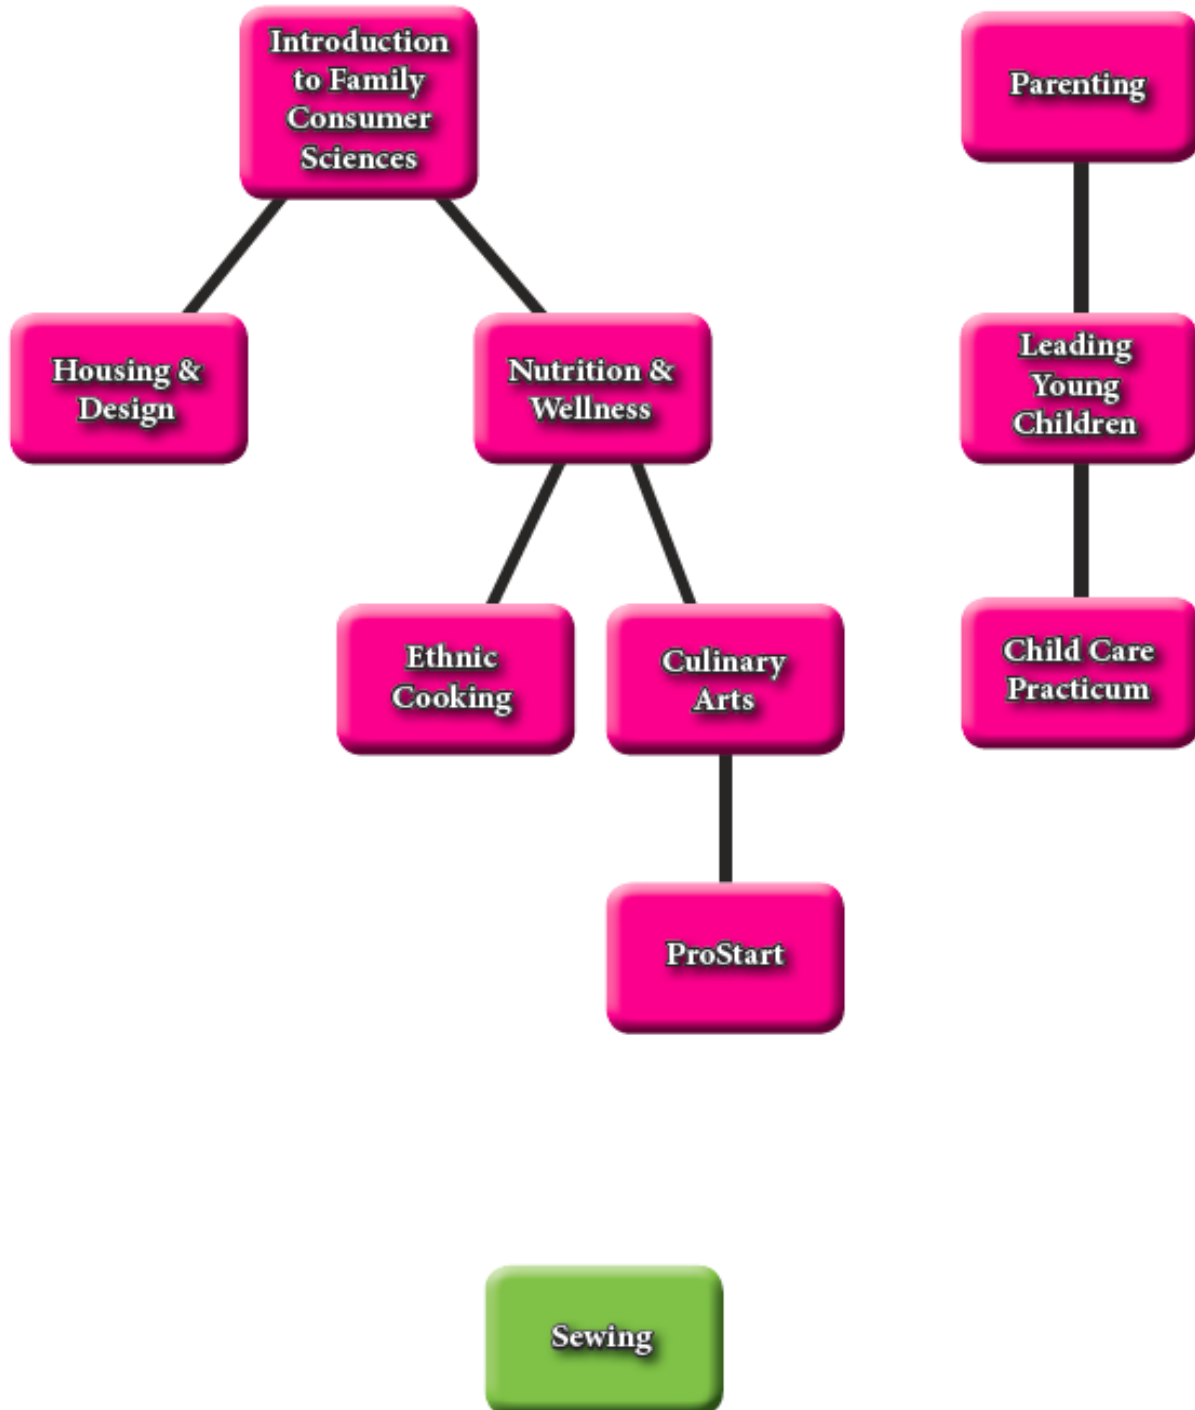 Introduction
to Family
Consumer
Sciences
Parenting
Housing &
Design
Nutrition &
Wellness
Leading
Young
Children
Ethnic
Cooking
Culinary
Arts
Child Care
Practicum
ProStart
Sewing